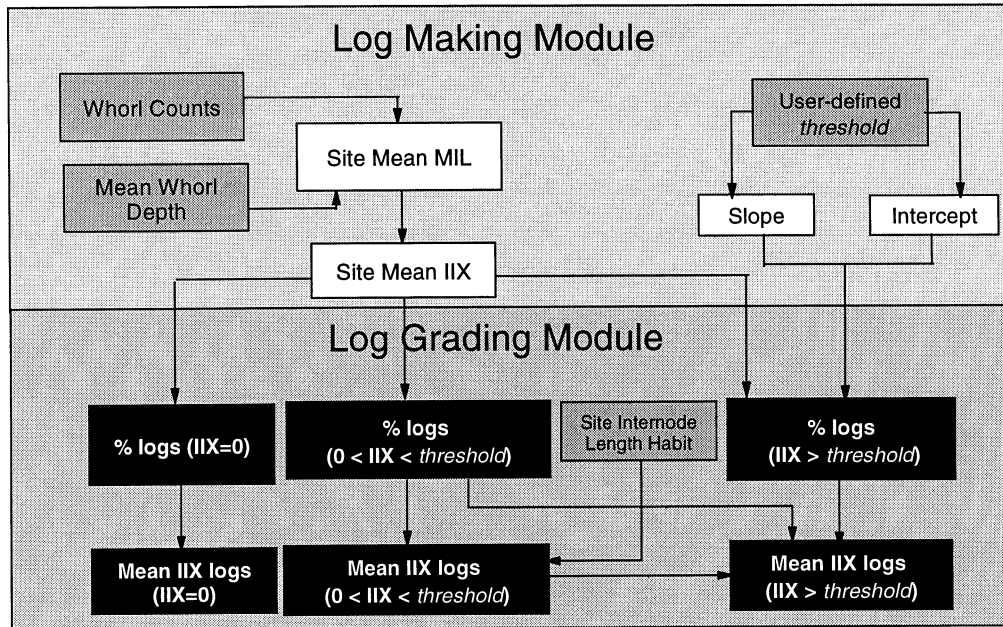 Log Making Module
Whorl Counts
User-defined
threshold
Site Mean MIL
Mean Whorl
Depth
Slope
Intercept
Site Mean IIX
Log Grading Module
% logs (IIX=0)
% logs
(0 < IIX < threshold)
Site Internode
Length Habit
% logs
(IIX > threshold)
Mean IIX logs
(IIX=0)
Mean IIX logs
(0 < IIX < threshold)
Mean IIX logs
(IIX > threshold)